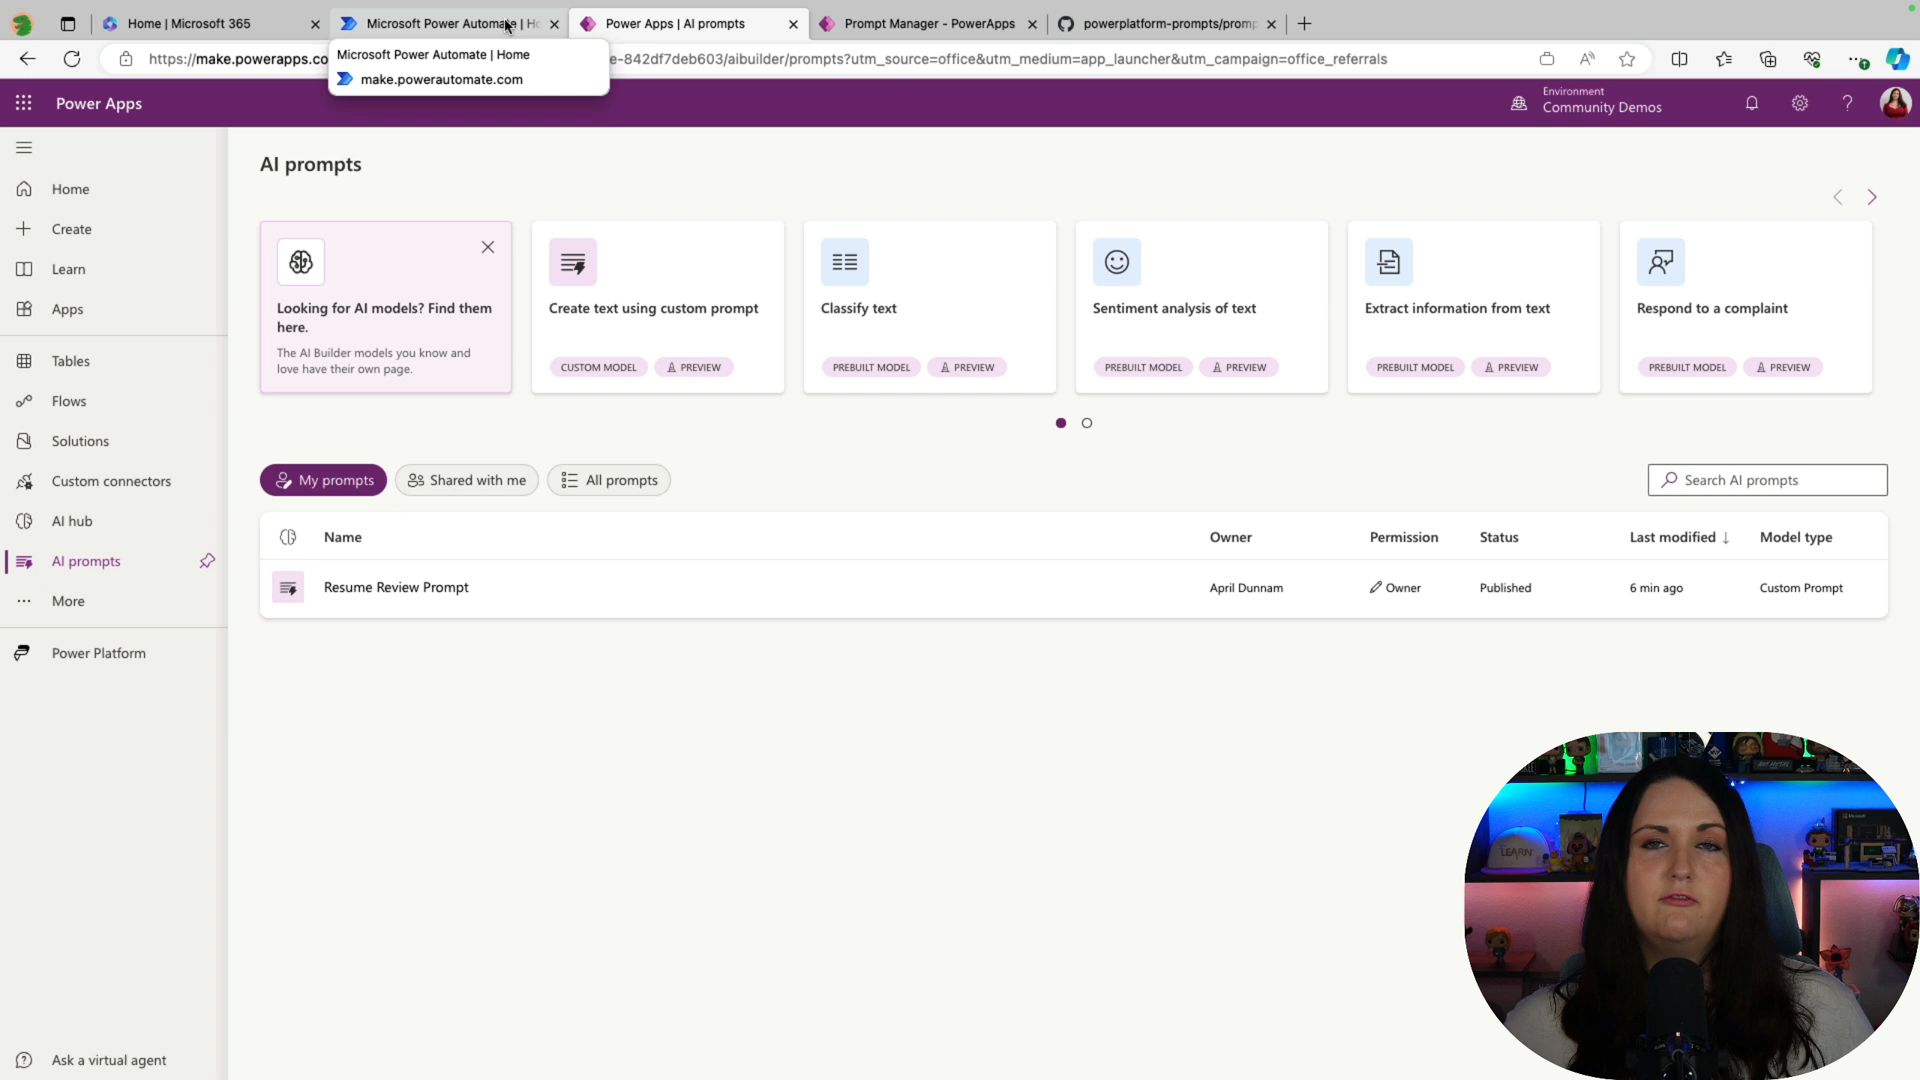 Home | Microsoft 365
Microsoft Power Automate | Ho
Power Apps | AI prompts
Prompt Manager - PowerApps
powerplatform-prompts/promp
Microsoft Power Automate | Home
make.powerautomate.com
https://make.powerapps.co
e-842df7deb603/aibuilder/prompts?utm_source=office&utm_medium=app_launcher&utm_campaign=office_referrals
Power Apps
Environment
Community Demos
Home
Create
Learn
Apps
Tables
Flows
Solutions
Custom connectors
AI hub
AI prompts
More
Power Platform
Ask a virtual agent
AI prompts
Looking for AI models? Find them
here.
The AI Builder models you know and
love have their own page.
Create text using custom prompt
CUSTOM MODEL
PREVIEW
Classify text
PREBUILT MODEL
PREVIEW
Sentiment analysis of text
PREBUILT MODEL
PREVIEW
Extract information from text
PREBUILT MODEL
PREVIEW
Respond to a complaint
PREBUILT MODEL
PREVIEW
My prompts
Shared with me
All prompts
Search AI prompts
Name
Owner
Permission
Status
Last modified ↓
Model type
Resume Review Prompt
April Dunnam
Owner
Published
6 min ago
Custom Prompt
LEARN